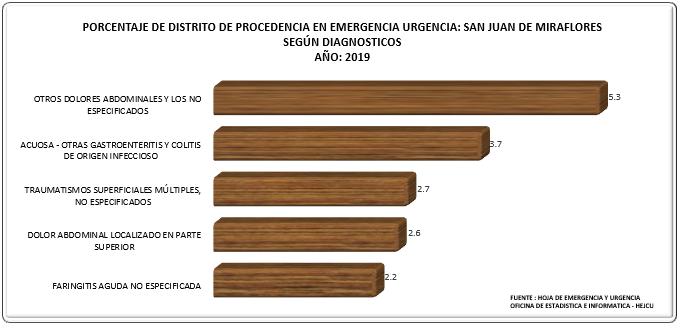 PORCENTAJE DE DISTRITO DE PROCEDENCIA EN EMERGENCIA URGENCIA: SAN JUAN DE MIRAFLORES
SEGÚN DIAGNOSTICOS
AÑO: 2019
OTROS DOLORES ABDOMINALES Y LOS NO
ESPECIFICADOS
5.3
ACUOSA - OTRAS GASTROENTERITIS Y COLITIS
DE ORIGEN INFECCIOSO
3.7
TRAUMATISMOS SUPERFICIALES MÚLTIPLES,
NO ESPECIFICADOS
2.7
DOLOR ABDOMINAL LOCALIZADO EN PARTE
SUPERIOR
2.6
FARINGITIS AGUDA NO ESPECIFICADA
2.2
FUENTE : HOJA DE EMERGENCIA Y URGENCIA
OFICINA DE ESTADISTICA E INFORMATICA - HEJCU